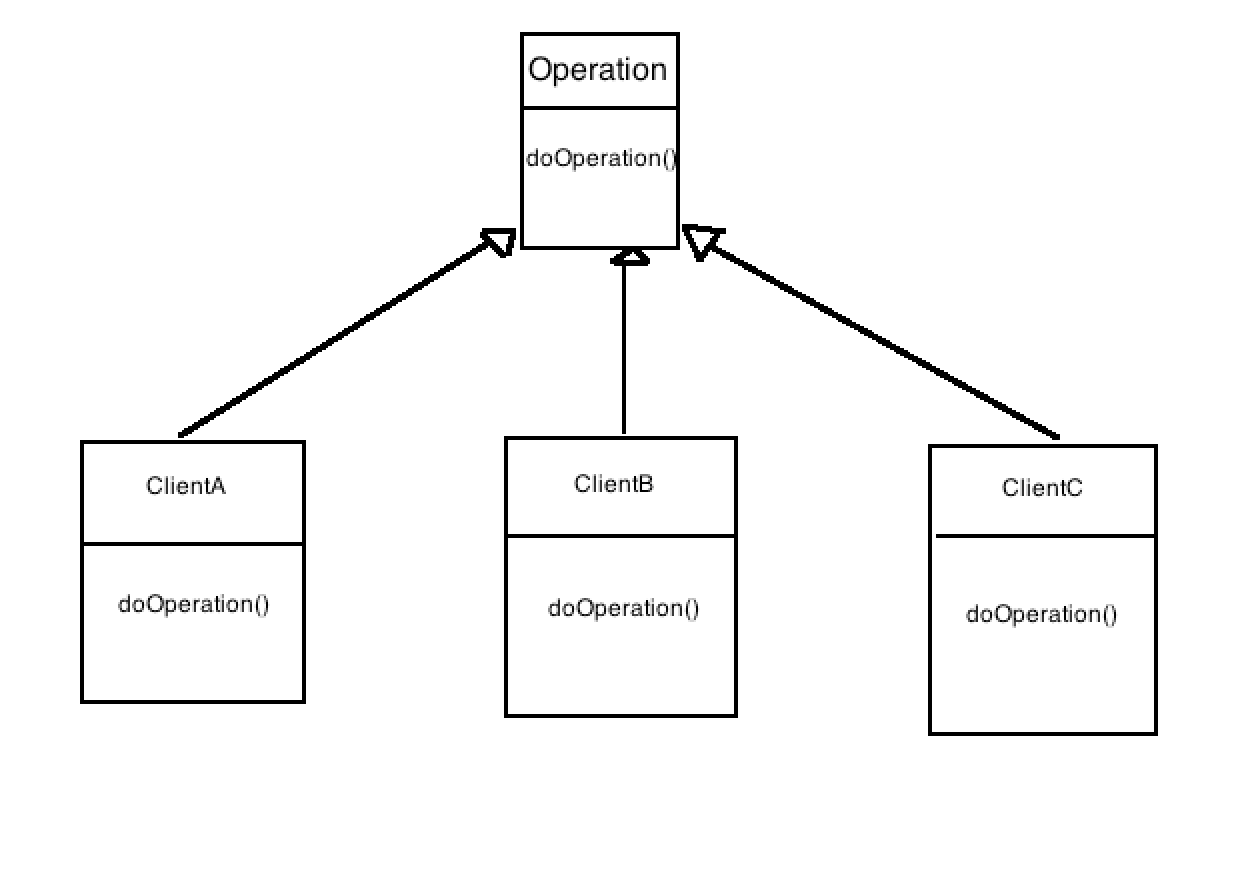 Operation
doOperation()
ClientA
doOperation()
ClientB
doOperation()
ClientC
doOperation()